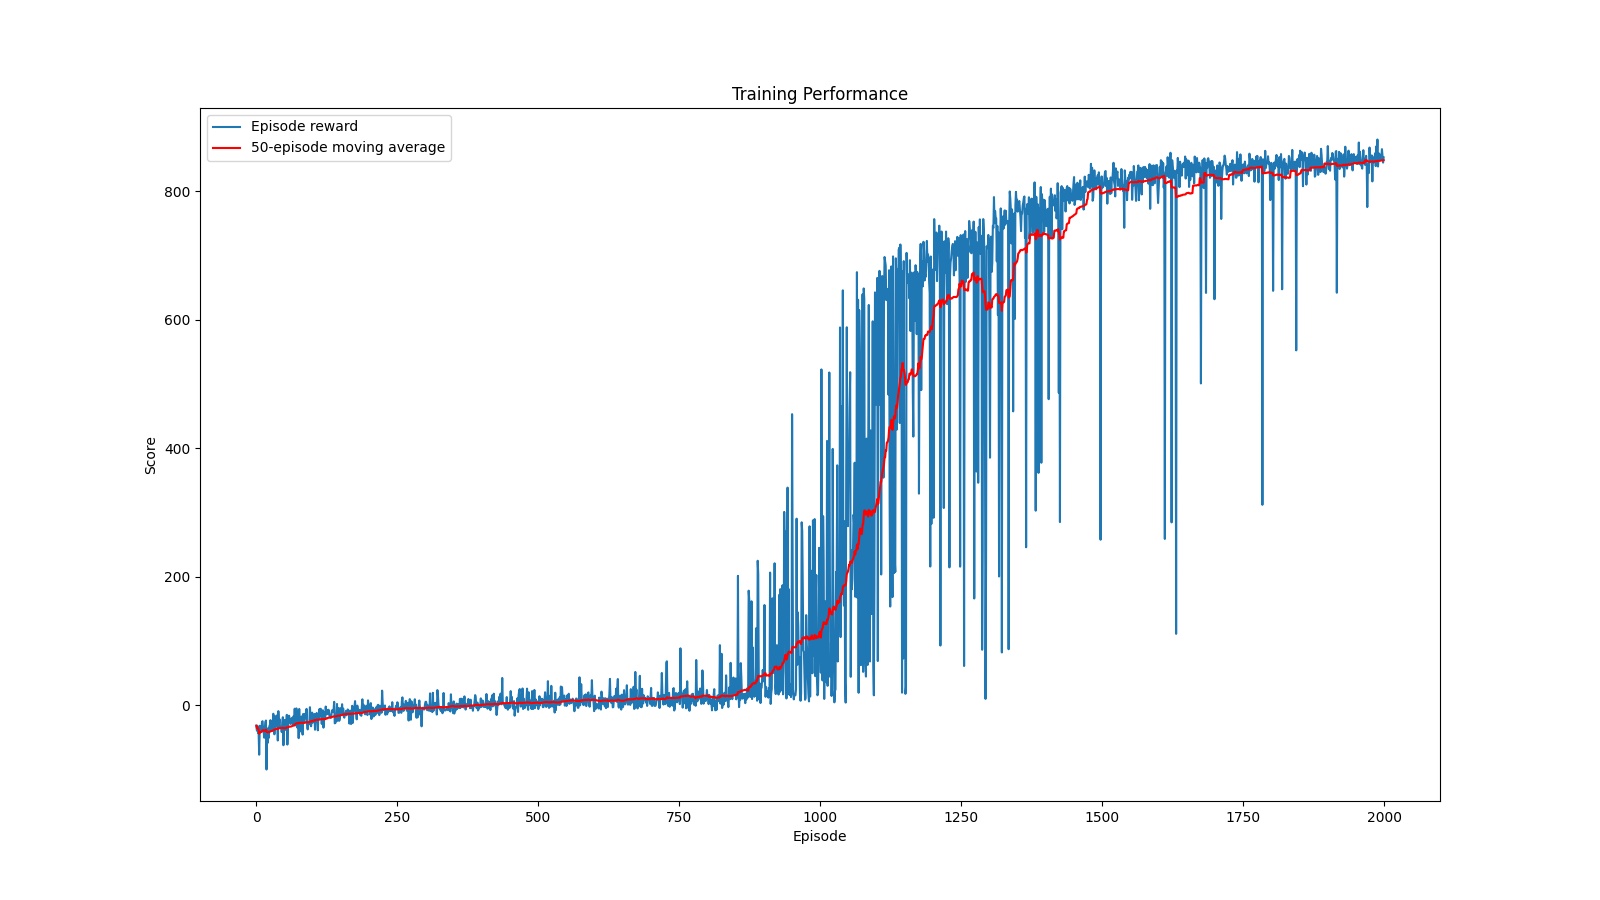 Training Performance
Episode reward
50-episode moving average
Score
800
600
400
200
0
0 250 500 750 1000 1250 1500 1750 2000
Episode